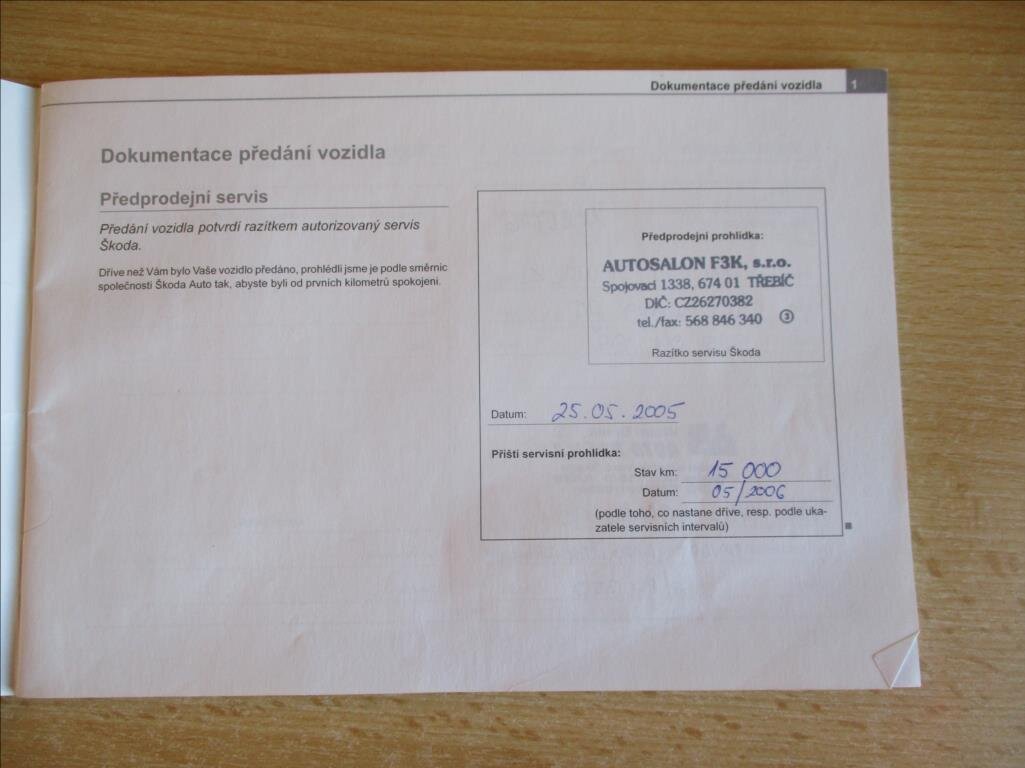 Dokumentace předání vozidla 1
Dokumentace předání vozidla
Předprodejní servis
Předání vozidla potvrdí razítkem autorizovaný servis
Škoda.
Dříve než Vám bylo Vaše vozidlo předáno, prohlédli jsme je podle směrnic
společnosti Škoda Auto tak, abyste byli od prvních kilometrů spokojeni.
Předprodejní prohlídka:
AUTOSALON F3K, s.r.o.
Spojovací 1338, 674 01 TŘEBÍČ
DIČ: CZ26270382
tel./fax: 568 846 340 3
Razítko servisu Škoda
Datum: 25.05.2005
Příští servisní prohlídka:
Stav km: 15 000
Datum: 05/2006
(podle toho, co nastane dříve, resp. podle uka-
zatele servisních intervalů)